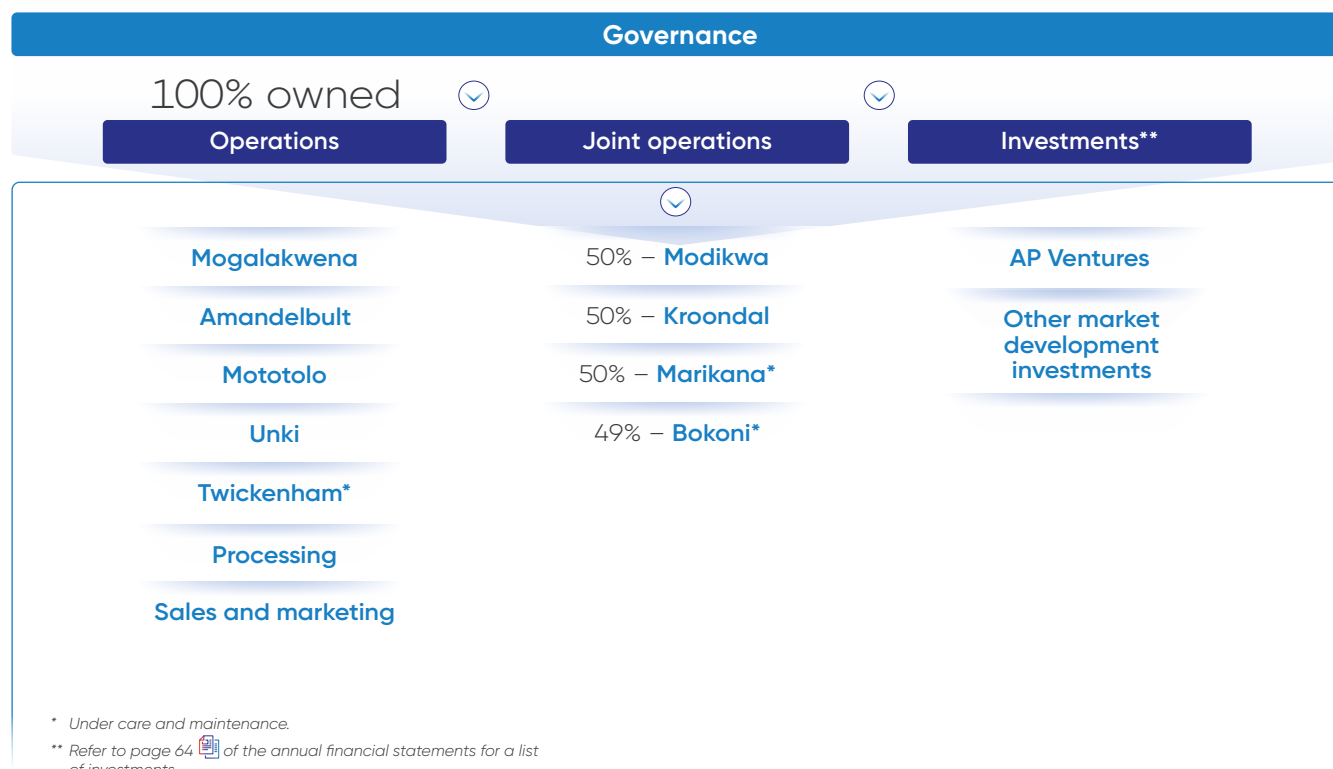 Governance
100% owned
Operations
Joint operations
Investments**
Mogalakwena
Amandelbult
Mototolo
Unki
Twickenham*
Processing
Sales and marketing
50% – Modikwa
50% – Kroondal
50% – Marikana*
49% – Bokoni*
AP Ventures
Other market
development
investments
* Under care and maintenance.
** Refer to page 64 of the annual financial statements for a list
of investments